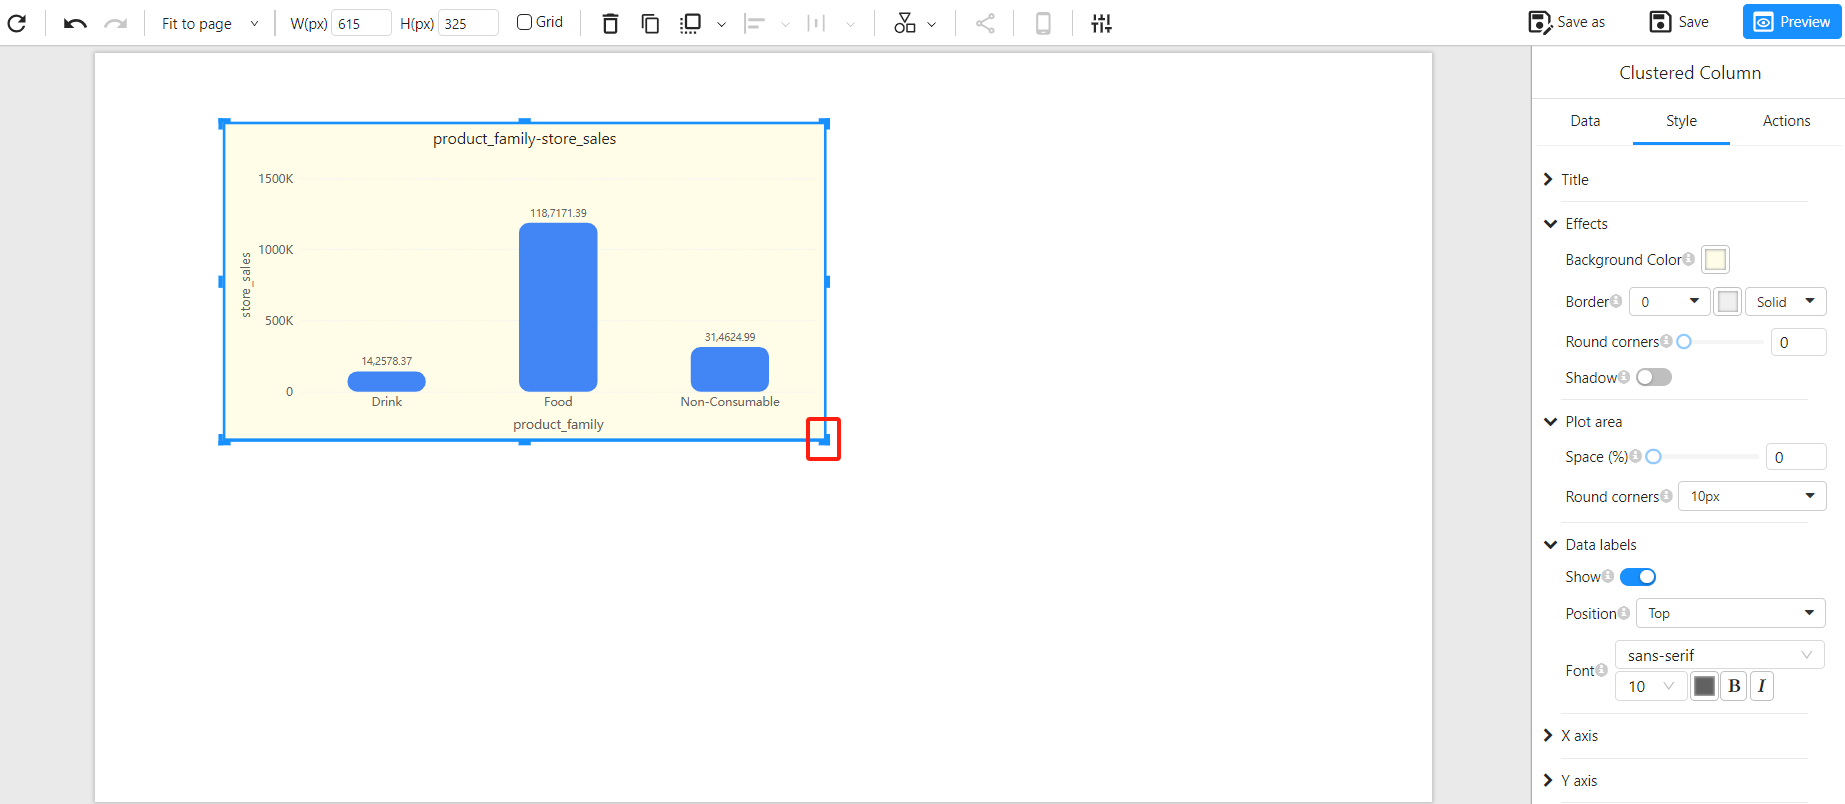 Fit to page W(px) 615 H(px) 325 Grid Save as Save Preview
Clustered Column
Data Style Actions
product_family-store_sales
1500K
1000K
500K
0
store_sales
118,7171.39
31,4624.99
14,2578.37
Drink Food Non-Consumable
product_family
Title
Effects
Background Color
Border 0 Solid
Round corners 0
Shadow
Plot area
Space (%) 0
Round corners 10px
Data labels
Show
Position Top
Font sans-serif
10 B I
X axis
Y axis